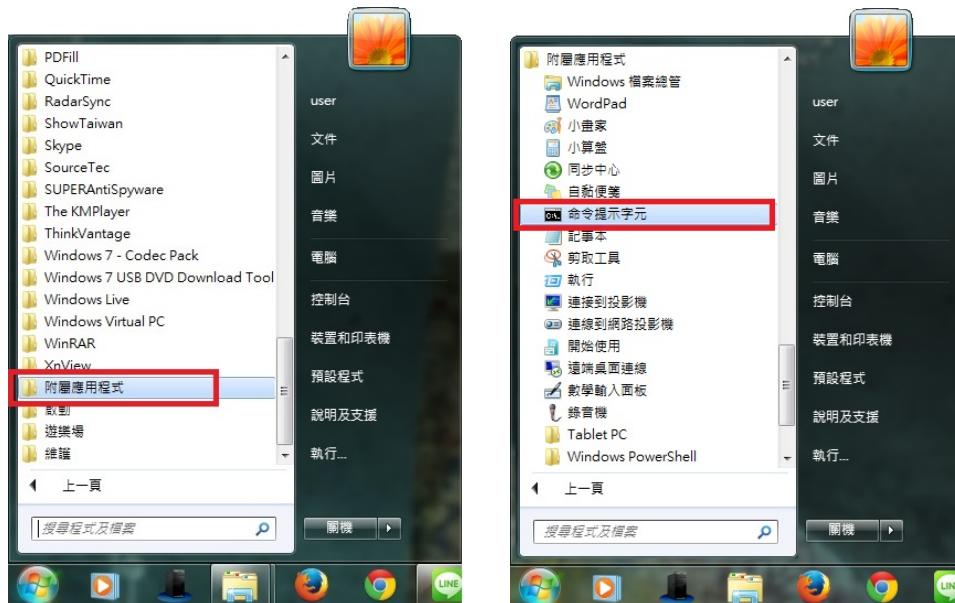 PDFill
QuickTime
RadarSync
ShowTaiwan
Skype
SourceTec
SUPERAntiSpyware
The KMPlayer
ThinkVantage
Windows 7 - Codec Pack
Windows 7 USB DVD Download Tool
Windows Live
Windows Virtual PC
WinRAR
XnView
附屬應用程式
啟動
遊樂場
維護
上一頁
搜尋程式及檔案
user
文件
圖片
音樂
電腦
控制台
裝置和印表機
預設程式
說明及支援
執行...
關機
LINE
附屬應用程式
Windows 檔案總管
WordPad
小畫家
小算盤
同步中心
自黏便箋
命令提示字元
記事本
剪取工具
執行
連接到投影機
連線到網路投影機
開始使用
遠端桌面連線
數學輸入面板
錄音機
Tablet PC
Windows PowerShell
上一頁
搜尋程式及檔案
user
文件
圖片
音樂
電腦
控制台
裝置和印表機
預設程式
說明及支援
執行...
關機
LIN